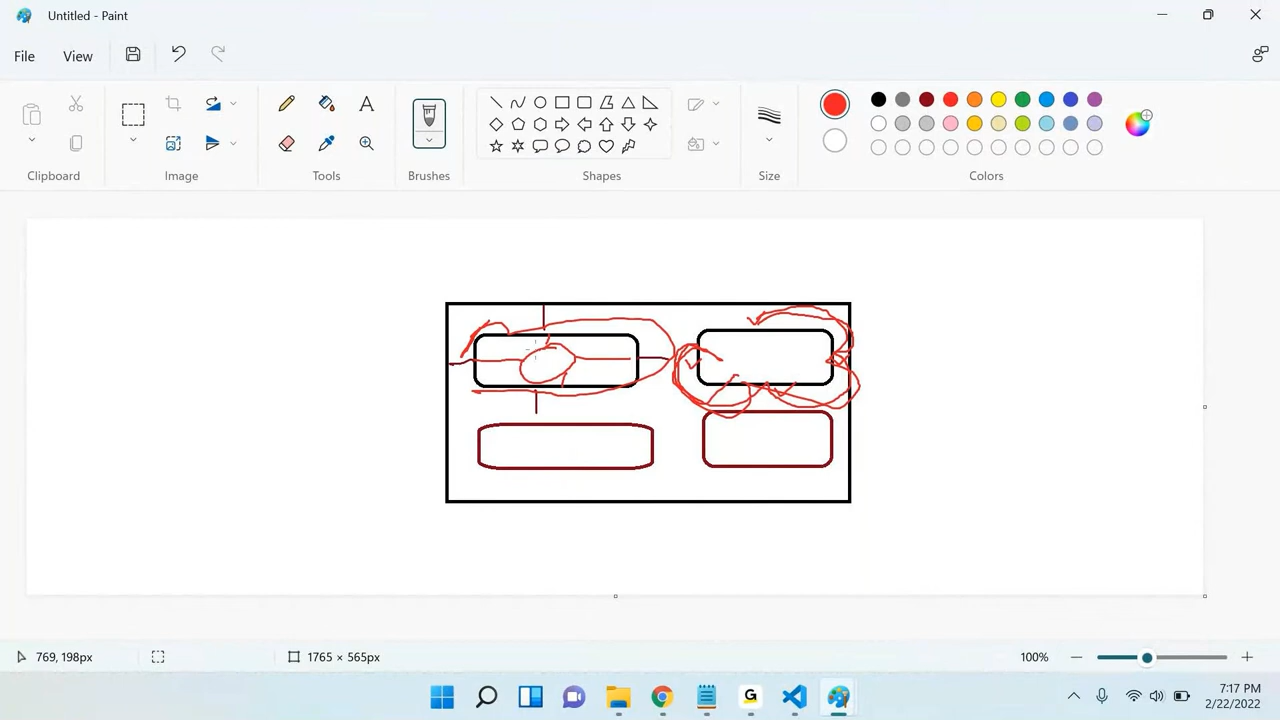 Untitled - Paint
File View
Clipboard Image Tools Brushes Shapes Size Colors
769, 198px 1765 × 565px 100%
7:17 PM
2/22/2022